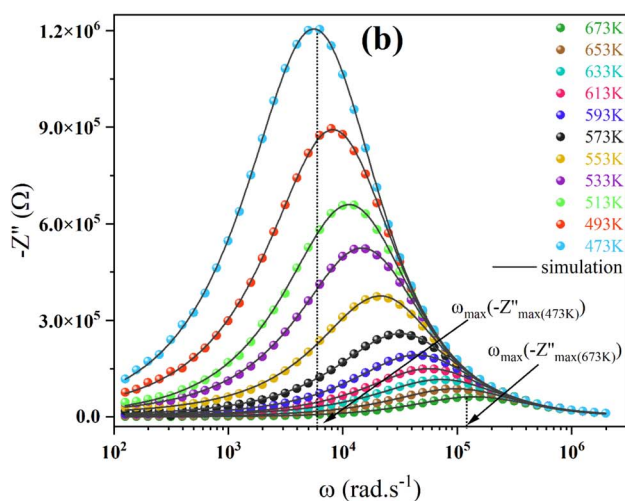 (b)
1.2×10⁶
9.0×10⁵
6.0×10⁵
3.0×10⁵
0.0
-Z" (Ω)
673K
653K
633K
613K
593K
573K
553K
533K
513K
493K
473K
simulation
ωmax(-Z"max(473K))
ωmax(-Z"max(673K))
10² 10³ 10⁴ 10⁵ 10⁶
ω (rad.s⁻¹)